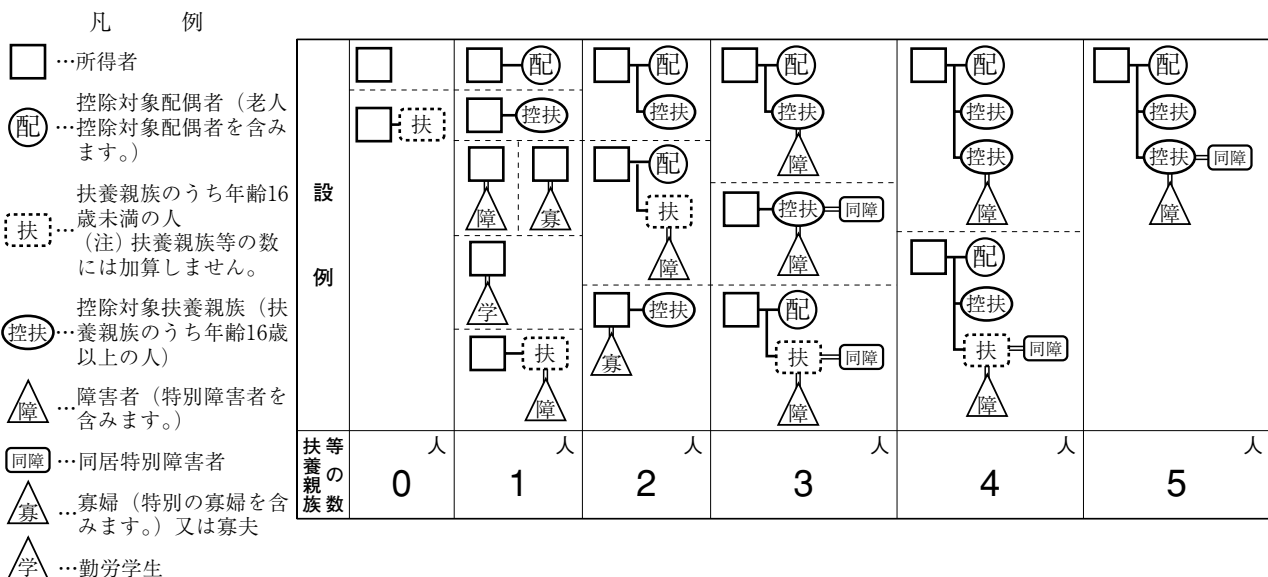 凡 例
…所得者
配 …控除対象配偶者（老人
控除対象配偶者を含み
ます。）
扶 …扶養親族のうち年齢16
歳未満の人
（注）扶養親族等の数
には加算しません。
控扶 …控除対象扶養親族（扶
養親族のうち年齢16歳
以上の人）
障 …障害者（特別障害者を
含みます。）
同障 …同居特別障害者
寡 …寡婦（特別の寡婦を含
みます。）又は寡夫
学 …勤労学生
設例
扶
配
控扶
障 寡
学
扶
障
配
控扶
配
扶
障
控扶
寡
配
控扶
障
控扶 同障
障
配
扶 同障
障
配
控扶
控扶
障
配
控扶
扶 同障
障
配
控扶
控扶 同障
障
扶養親族等の数
人 人 人 人 人 人
0 1 2 3 4 5